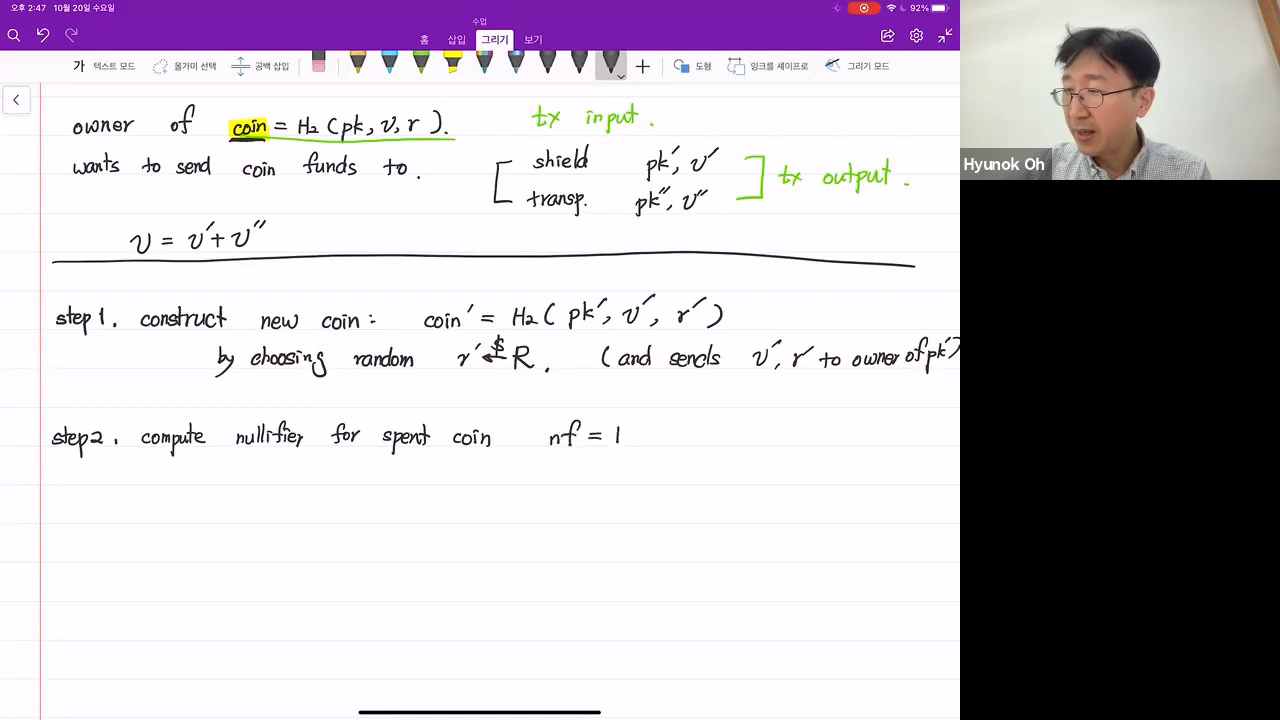 오후 2:47 10월 20일 수요일
수업
92%
홈 삽입 그리기 보기
가 텍스트 모드 올가미 선택 공백 삽입 도형 잉크를 셰이프로 그리기 모드
owner of coin = H₂ (pk, v, r).
tx input.
wants to send coin funds to.
shield pk′, v′
transp. pk″, v″
tx output.
v = v′ + v″
step 1. construct new coin : coin′ = H₂ ( pk′, v′, r′ )
by choosing random r′ ←$ R. (and sends v′, r′ to owner of pk′)
step 2. compute nullifier for spent coin nf = 1
Hyunok Oh